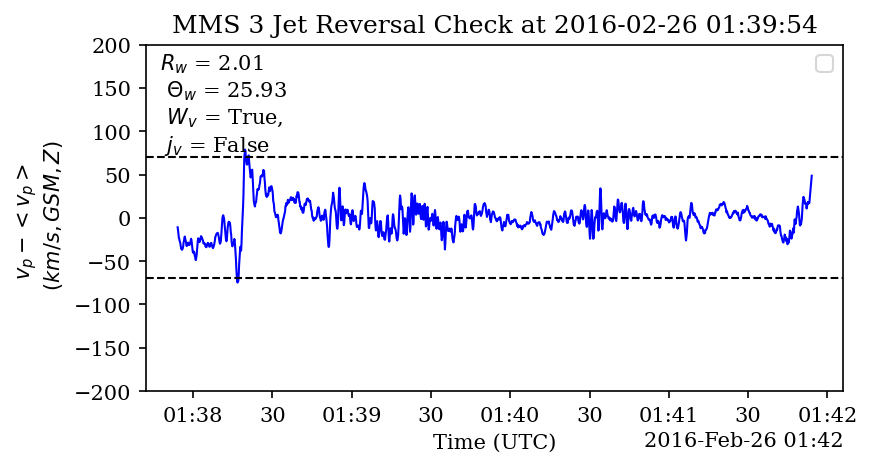 MMS 3 Jet Reversal Check at 2016-02-26 01:39:54
200
150
100
50
0
−50
−100
−150
−200
v_p − < v_p >
(km/s, GSM, Z)
R_w = 2.01
Θ_w = 25.93
W_v = True,
j_v = False
01:38 30 01:39 30 01:40 30 01:41 30 01:42
Time (UTC)
2016-Feb-26 01:42